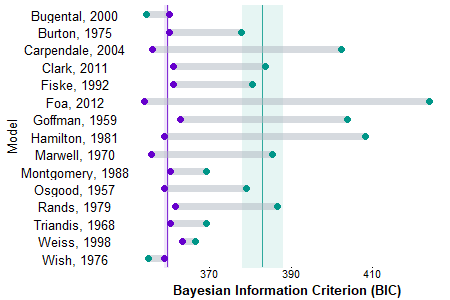 Bugental, 2000
Burton, 1975
Carpendale, 2004
Clark, 2011
Fiske, 1992
Foa, 2012
Goffman, 1959
Hamilton, 1981
Marwell, 1970
Montgomery, 1988
Osgood, 1957
Rands, 1979
Triandis, 1968
Weiss, 1998
Wish, 1976
Model
370 390 410
Bayesian Information Criterion (BIC)